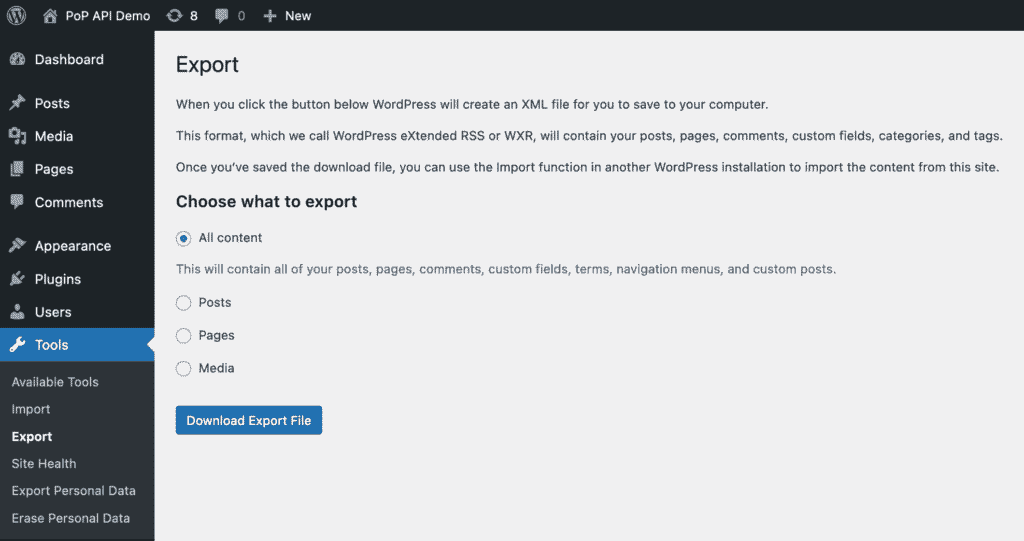 PoP API Demo 8 0 New
Dashboard
Posts
Media
Pages
Comments
Appearance
Plugins
Users
Tools
Available Tools
Import
Export
Site Health
Export Personal Data
Erase Personal Data
Export
When you click the button below WordPress will create an XML file for you to save to your computer.
This format, which we call WordPress eXtended RSS or WXR, will contain your posts, pages, comments, custom fields, categories, and tags.
Once you’ve saved the download file, you can use the Import function in another WordPress installation to import the content from this site.
Choose what to export
All content
This will contain all of your posts, pages, comments, custom fields, terms, navigation menus, and custom posts.
Posts
Pages
Media
Download Export File